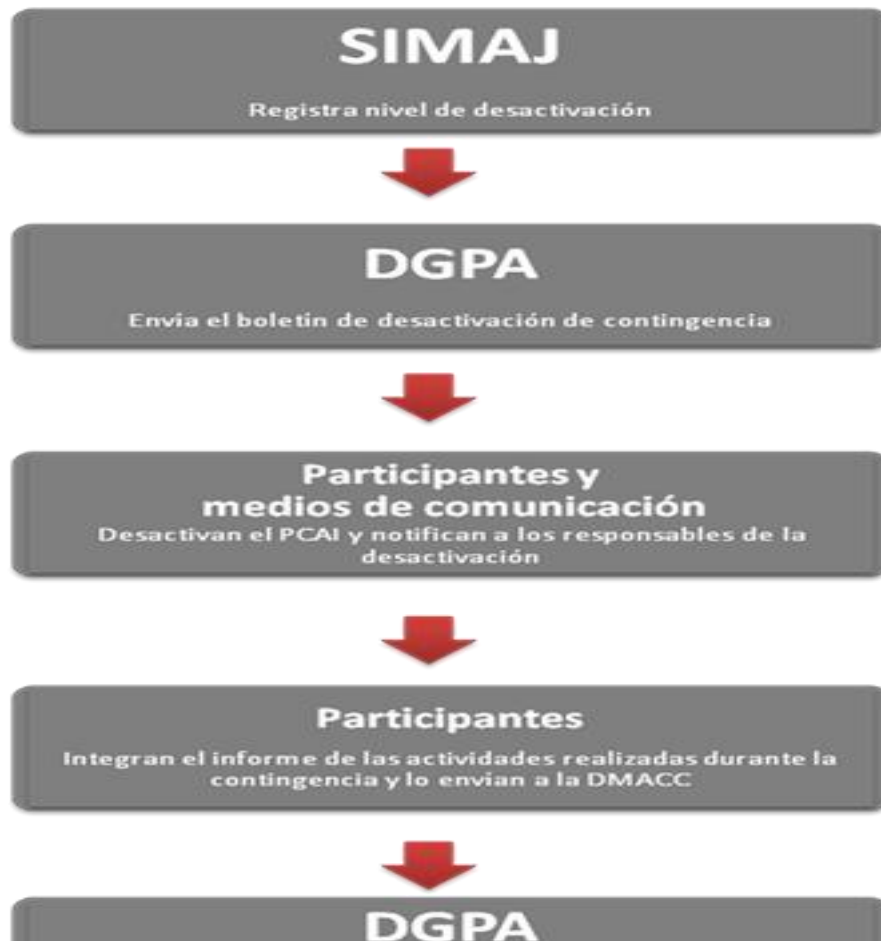 SIMAJ
Registra nivel de desactivación
DGPA
Envia el boletin de desactivación de contingencia
Participantes y
medios de comunicación
Desactivan el PCAI y notifican a los responsables de la
desactivación
Participantes
Integran el informe de las actividades realizadas durante la
contingencia y lo envian a la DMACC
DGPA